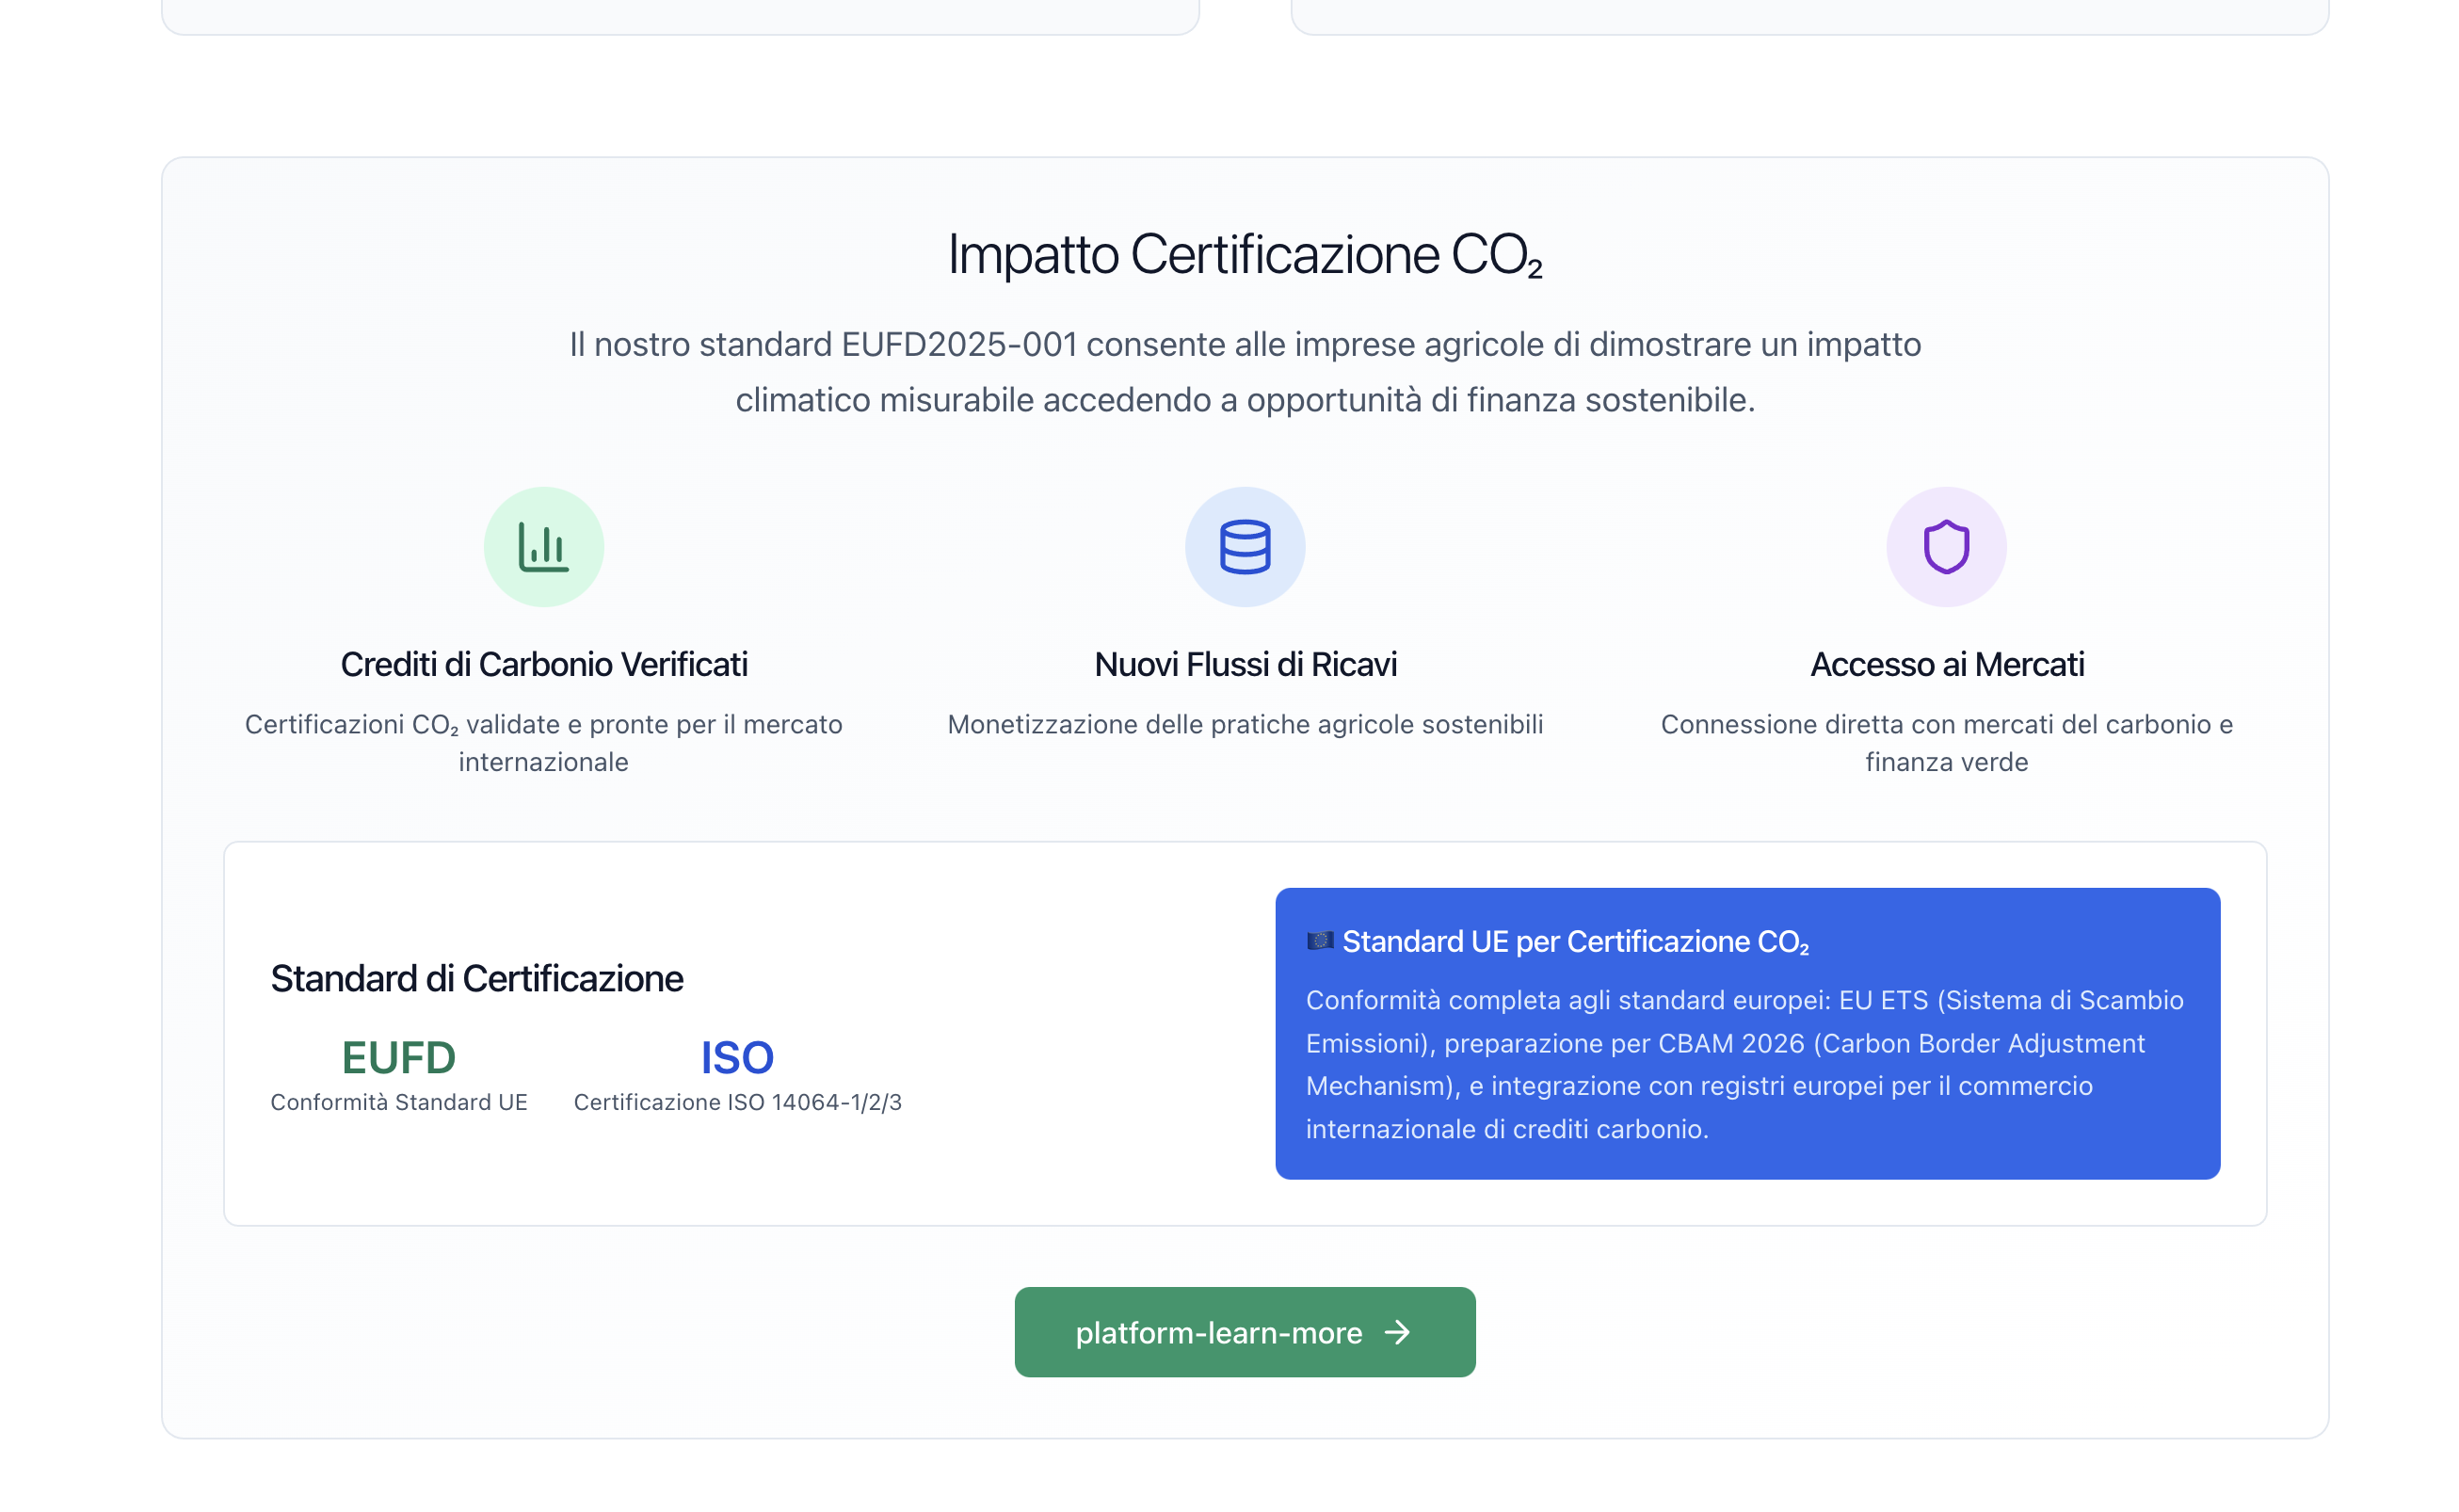 Impatto Certificazione CO₂
Il nostro standard EUFD2025-001 consente alle imprese agricole di dimostrare un impatto
climatico misurabile accedendo a opportunità di finanza sostenibile.
Crediti di Carbonio Verificati
Certificazioni CO₂ validate e pronte per il mercato
internazionale
Nuovi Flussi di Ricavi
Monetizzazione delle pratiche agricole sostenibili
Accesso ai Mercati
Connessione diretta con mercati del carbonio e
finanza verde
Standard di Certificazione
EUFD
Conformità Standard UE
ISO
Certificazione ISO 14064-1/2/3
🇪🇺 Standard UE per Certificazione CO₂
Conformità completa agli standard europei: EU ETS (Sistema di Scambio
Emissioni), preparazione per CBAM 2026 (Carbon Border Adjustment
Mechanism), e integrazione con registri europei per il commercio
internazionale di crediti carbonio.
platform-learn-more →